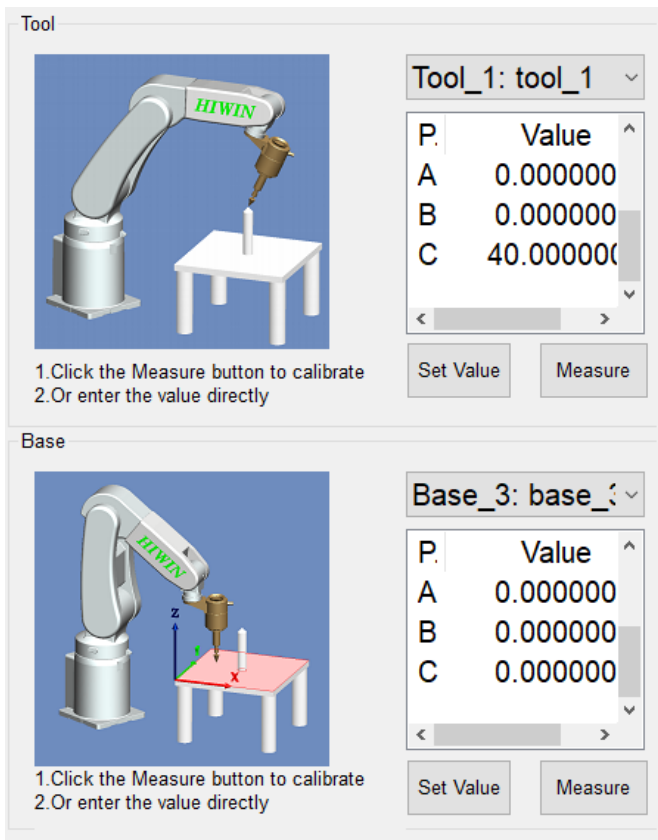 Tool
HIWIN
Tool_1: tool_1
P. Value
A 0.000000
B 0.000000
C 40.000000
1.Click the Measure button to calibrate
2.Or enter the value directly
Set Value Measure
Base
HIWIN
Z
X
Base_3: base_3
P. Value
A 0.000000
B 0.000000
C 0.000000
1.Click the Measure button to calibrate
2.Or enter the value directly
Set Value Measure